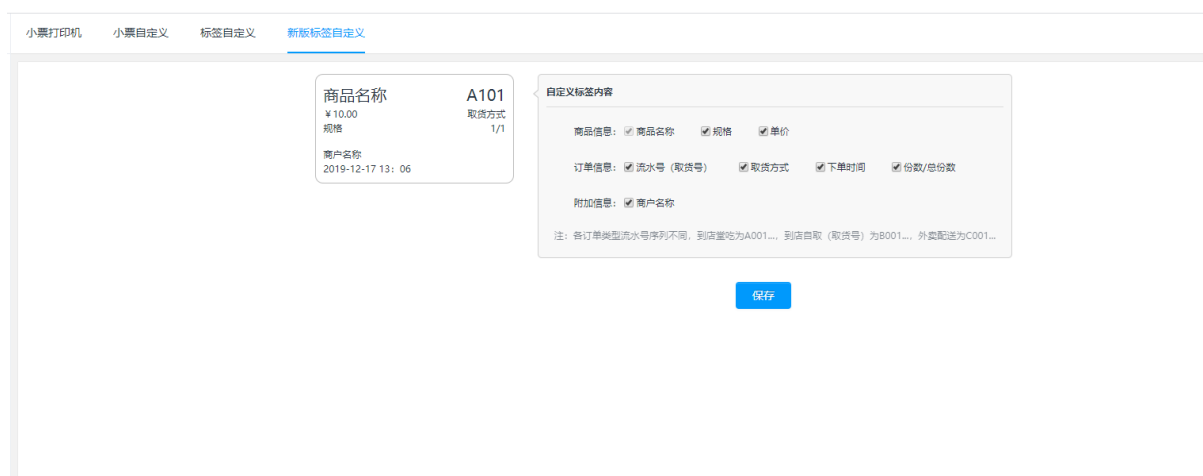 小票打印机 小票自定义 标签自定义 新版标签自定义
商品名称 A101
￥10.00 取货方式
规格 1/1
商户名称
2019-12-17 13：06
自定义标签内容
商品信息： 商品名称 规格 单价
订单信息： 流水号（取货号） 取货方式 下单时间 份数/总份数
附加信息： 商户名称
注：各订单类型流水号序列不同，到店堂吃为A001...，到店自取（取货号）为B001...，外卖配送为C001...
保存